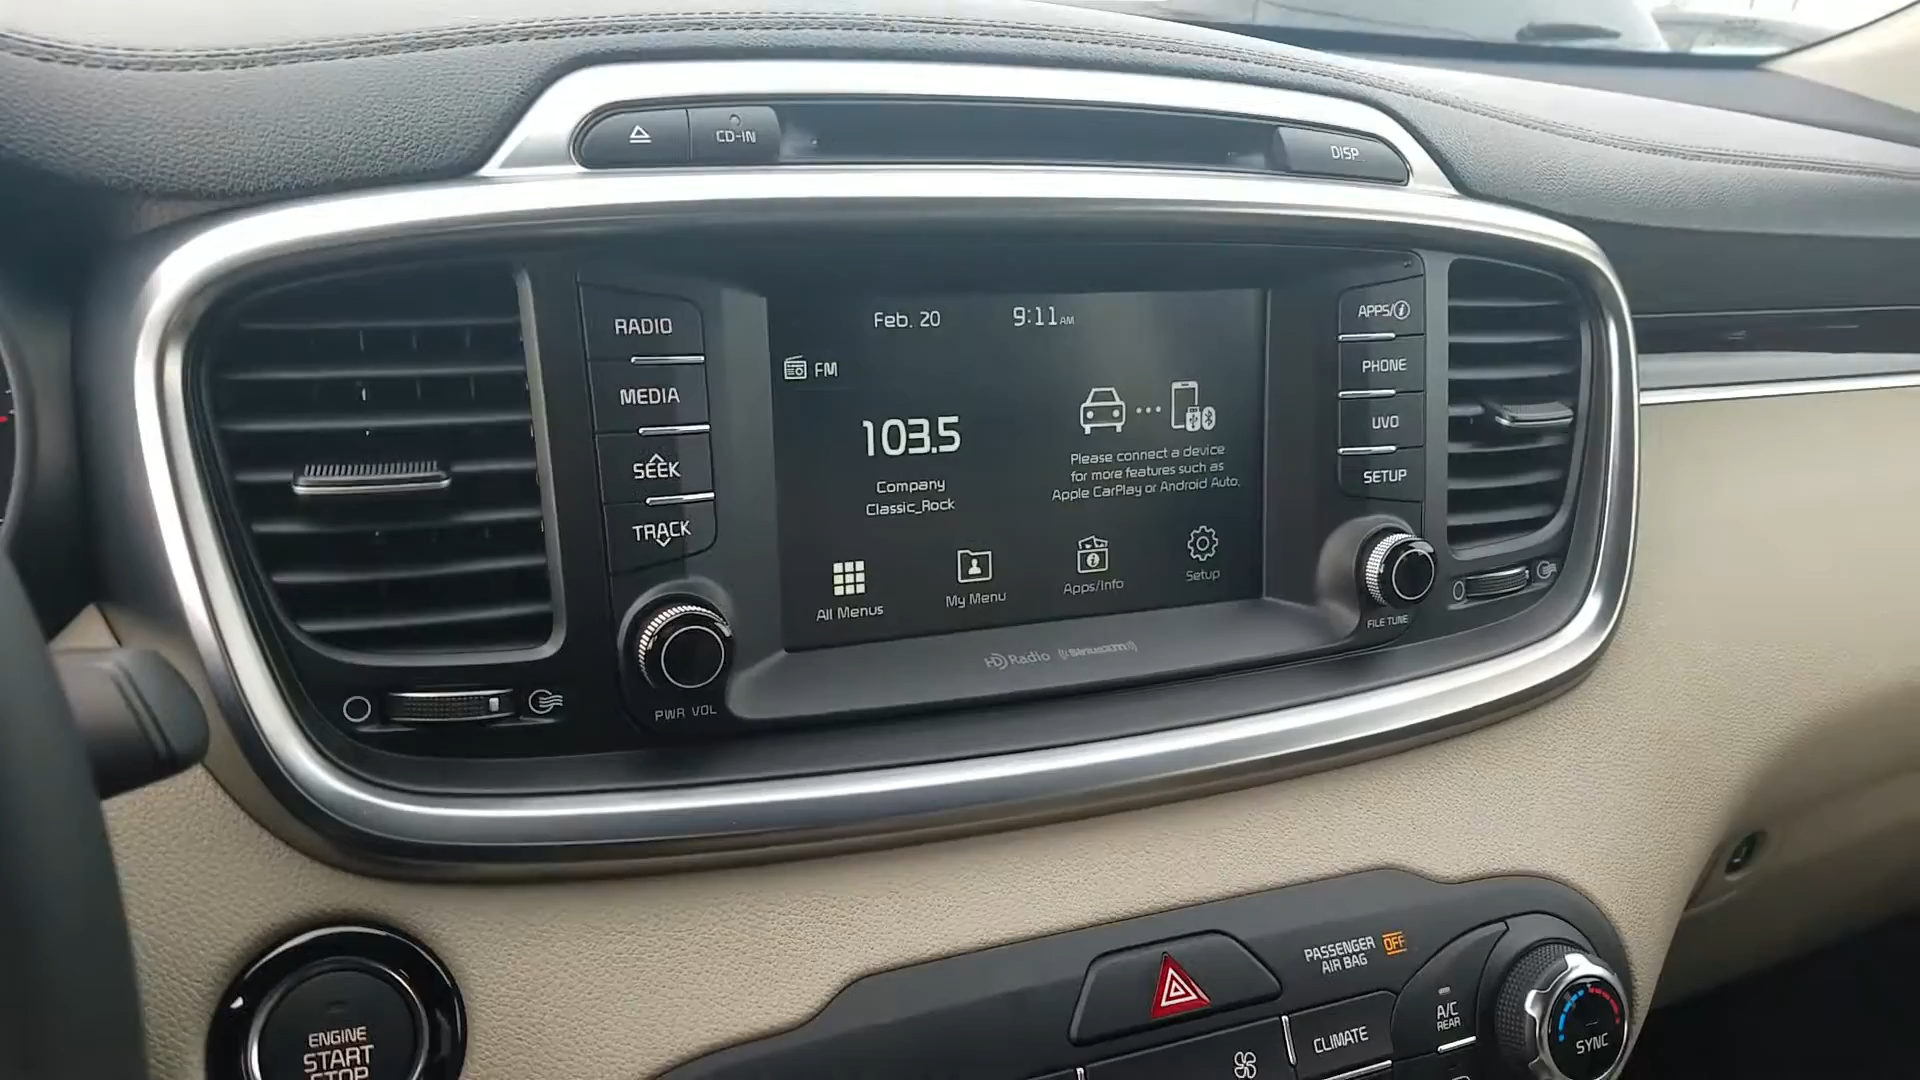 CD-IN
DISP
RADIO
MEDIA
SEEK
TRACK
PWR VOL
Feb. 20
9:11AM
FM
103.5
Company
Classic_Rock
Please connect a device
for more features such as
Apple CarPlay or Android Auto.
All Menus
My Menu
Apps/Info
Setup
HD Radio
SiriusXM
APPS/i
PHONE
UVO
SETUP
FILE TUNE
PASSENGER
AIR BAG
OFF
CLIMATE
A/C
REAR
SYNC
ENGINE
START
STOP